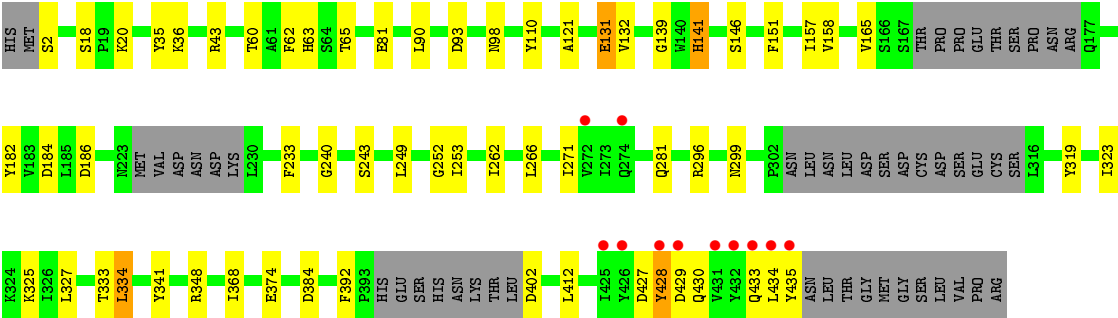 HIS MET S2 S18 P19 K20 Y35 K36 R43 T60 A61 F62 H63 S64 T65 E81 L90 D93 N98 Y110 A121 E131 V132 G139 W140 H141 S146 F151 I157 V158 V165 S166 S167 THR PRO PRO GLU THR SER PRO ASN ARG Q177
Y182 V183 D184 L185 D186 N223 MET VAL ASP ASN ASP LYS L230 F233 G240 S243 L249 G252 I253 I262 L266 I271 V272 I273 Q274 Q281 R296 N299 P302 ASN LEU ASN LEU ASP SER ASP CYS ASP SER GLU CYS SER L316 Y319 I323
K324 K325 I326 L327 T333 L334 Y341 R348 I368 E374 D384 F392 P393 HIS GLU SER HIS ASN LYS THR LEU D402 L412 I425 Y426 D427 Y428 D429 Q430 V431 Y432 Q433 L434 Y435 ASN LEU THR GLY MET GLY SER LEU VAL PRO ARG